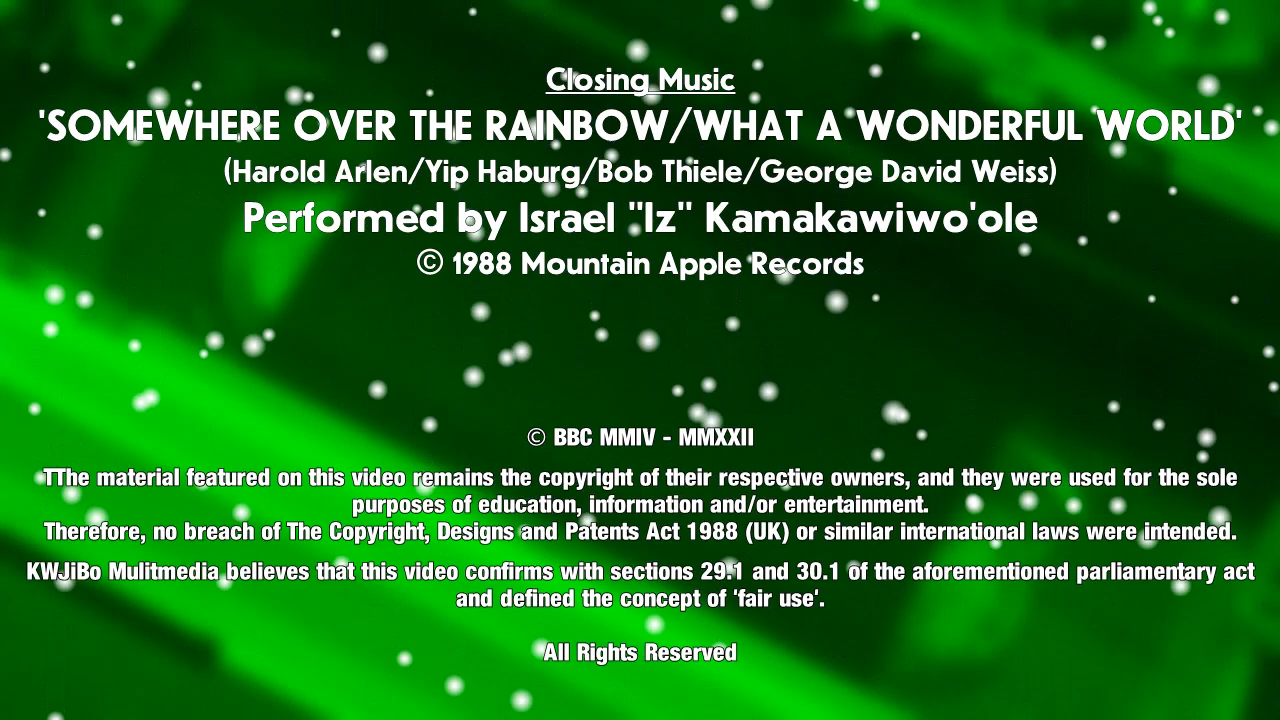 Closing Music
'SOMEWHERE OVER THE RAINBOW/WHAT A WONDERFUL WORLD'
(Harold Arlen/Yip Haburg/Bob Thiele/George David Weiss)
Performed by Israel "Iz" Kamakawiwo'ole
© 1988 Mountain Apple Records
© BBC MMIV - MMXXII
TThe material featured on this video remains the copyright of their respective owners, and they were used for the sole
purposes of education, information and/or entertainment.
Therefore, no breach of The Copyright, Designs and Patents Act 1988 (UK) or similar international laws were intended.
KWJiBo Mulitmedia believes that this video confirms with sections 29.1 and 30.1 of the aforementioned parliamentary act
and defined the concept of 'fair use'.
All Rights Reserved